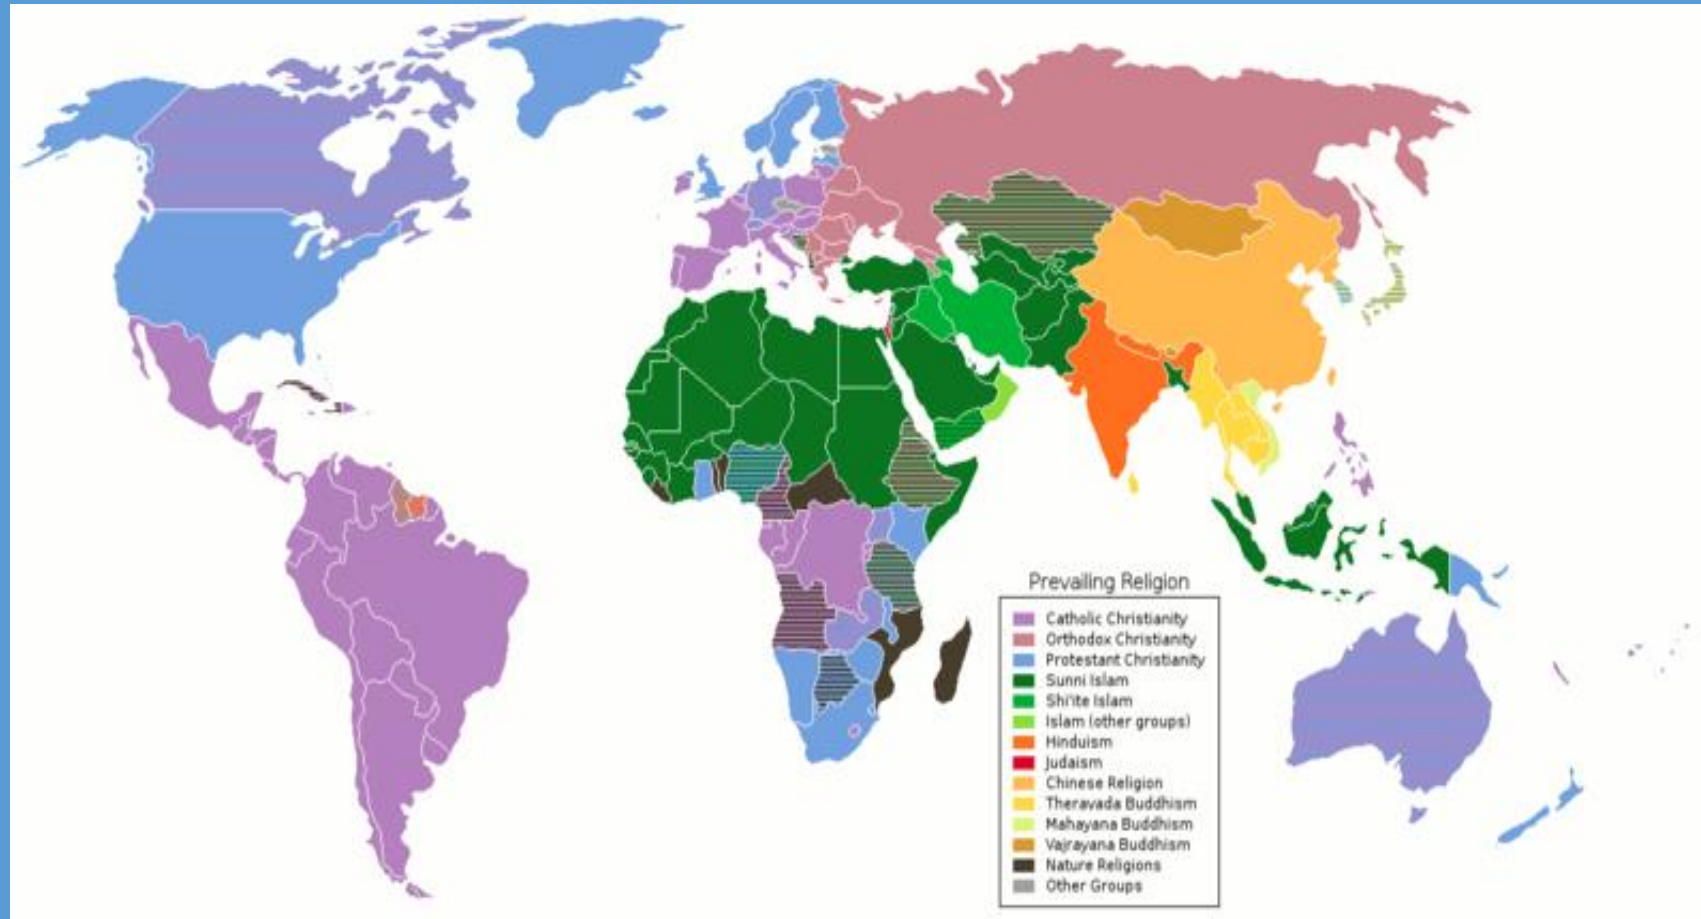 Prevailing Religion
Catholic Christianity
Orthodox Christianity
Protestant Christianity
Sunni Islam
Shi'ite Islam
Islam (other groups)
Hinduism
Judaism
Chinese Religion
Theravada Buddhism
Mahayana Buddhism
Vajrayana Buddhism
Nature Religions
Other Groups